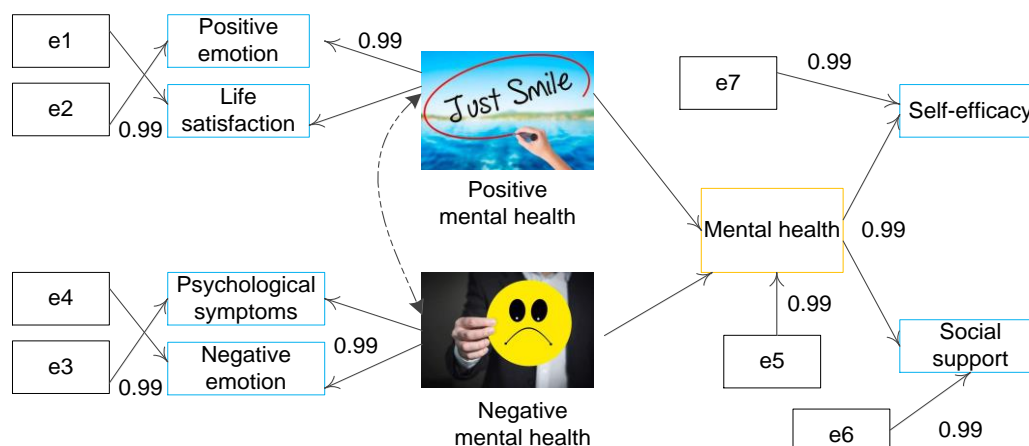 e1
Positive
emotion
0.99
Just Smile
0.99
e7
e2
0.99
Life
satisfaction
Self-efficacy
Positive
mental health
Mental health
0.99
e4
Psychological
symptoms
0.99
e3
0.99
Negative
emotion
0.99
e5
Social
support
Negative
mental health
e6
0.99